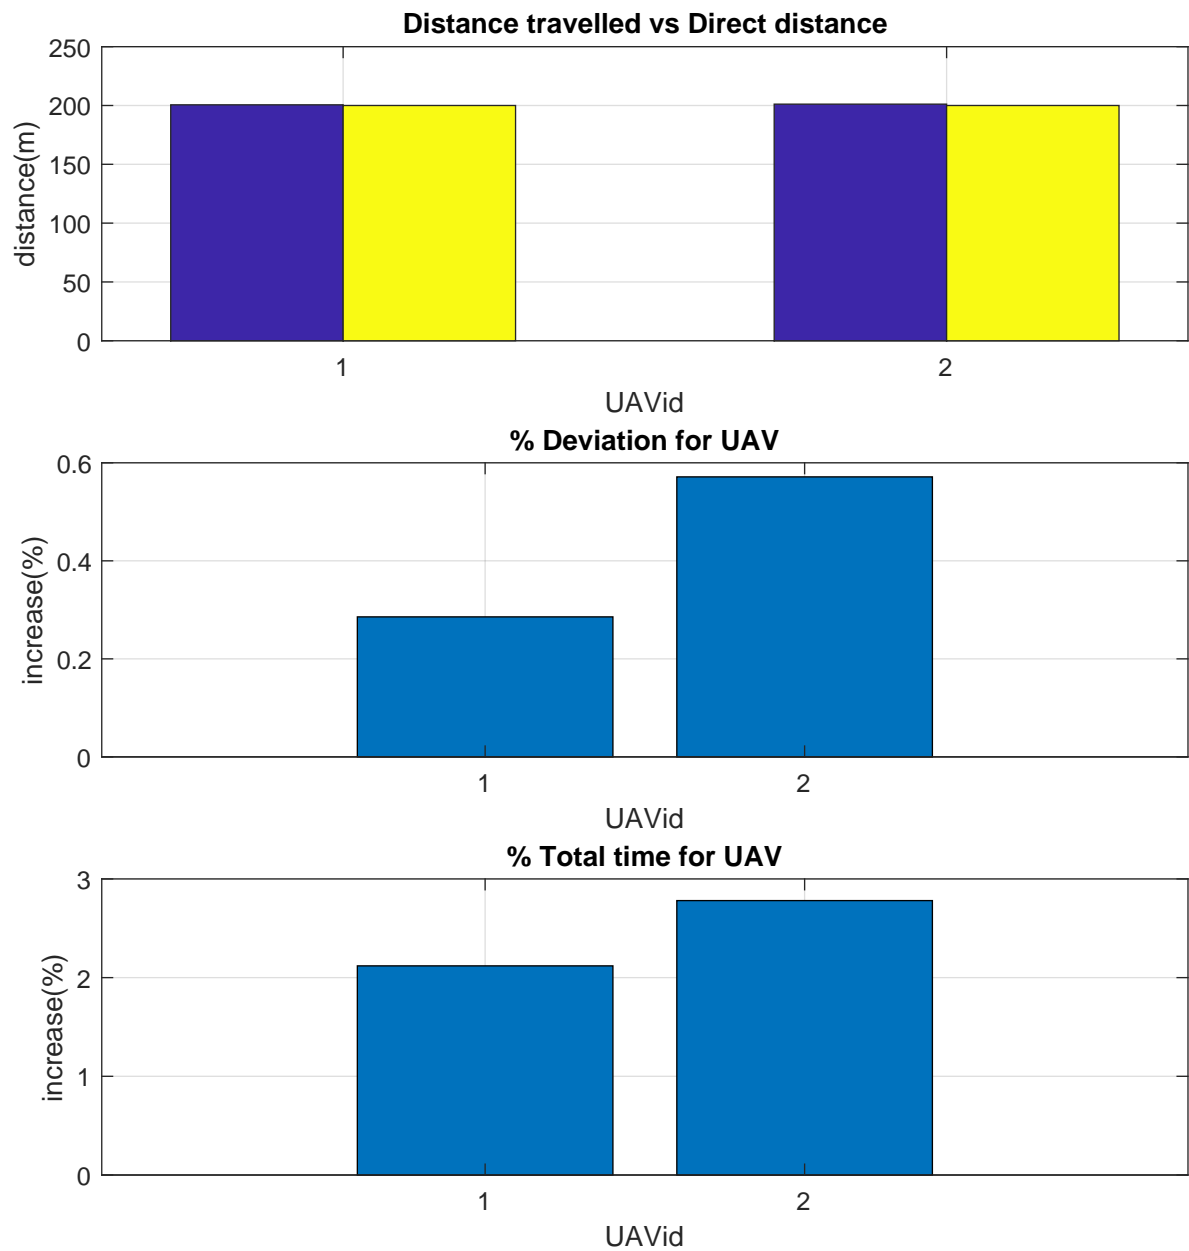 Distance travelled vs Direct distance
250
200
150
100
50
0
distance(m)
1 2
UAVid
% Deviation for UAV
0.6
0.4
0.2
0
increase(%)
1 2
UAVid
% Total time for UAV
3
2
1
0
increase(%)
1 2
UAVid